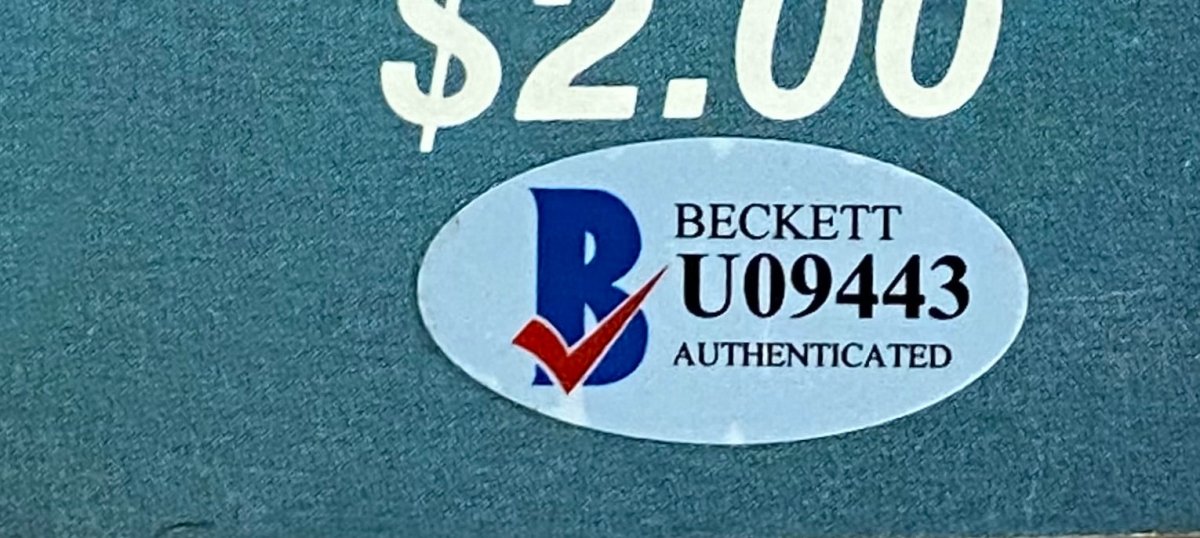 $2.00
BECKETT
U09443
AUTHENTICATED